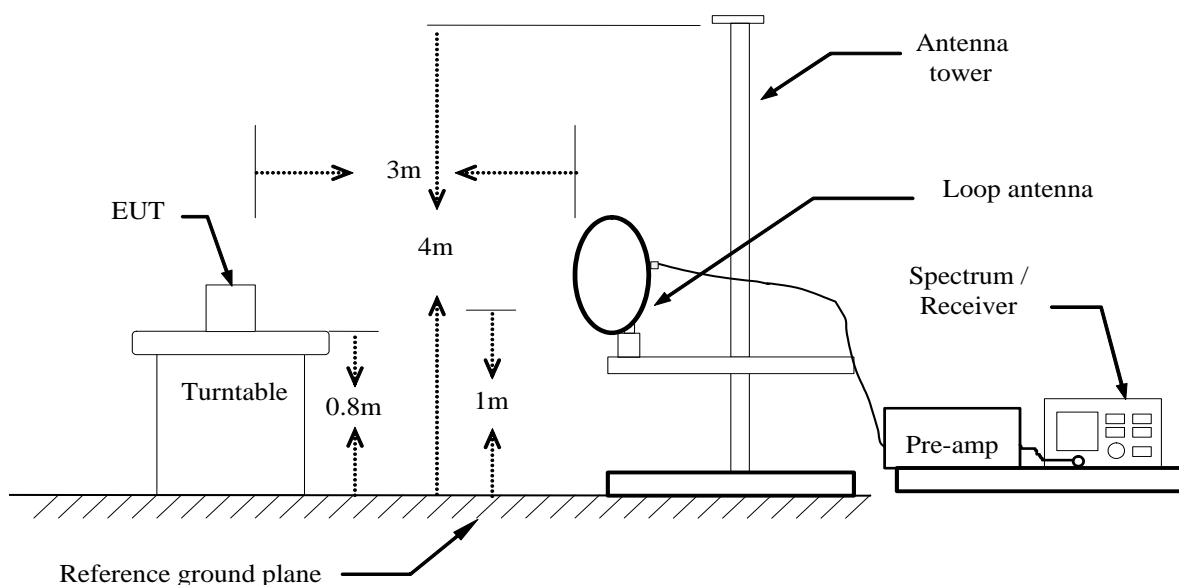 Antenna
tower
3m
Loop antenna
EUT
4m
Spectrum /
Receiver
Turntable
0.8m
1m
Pre-amp
Reference ground plane